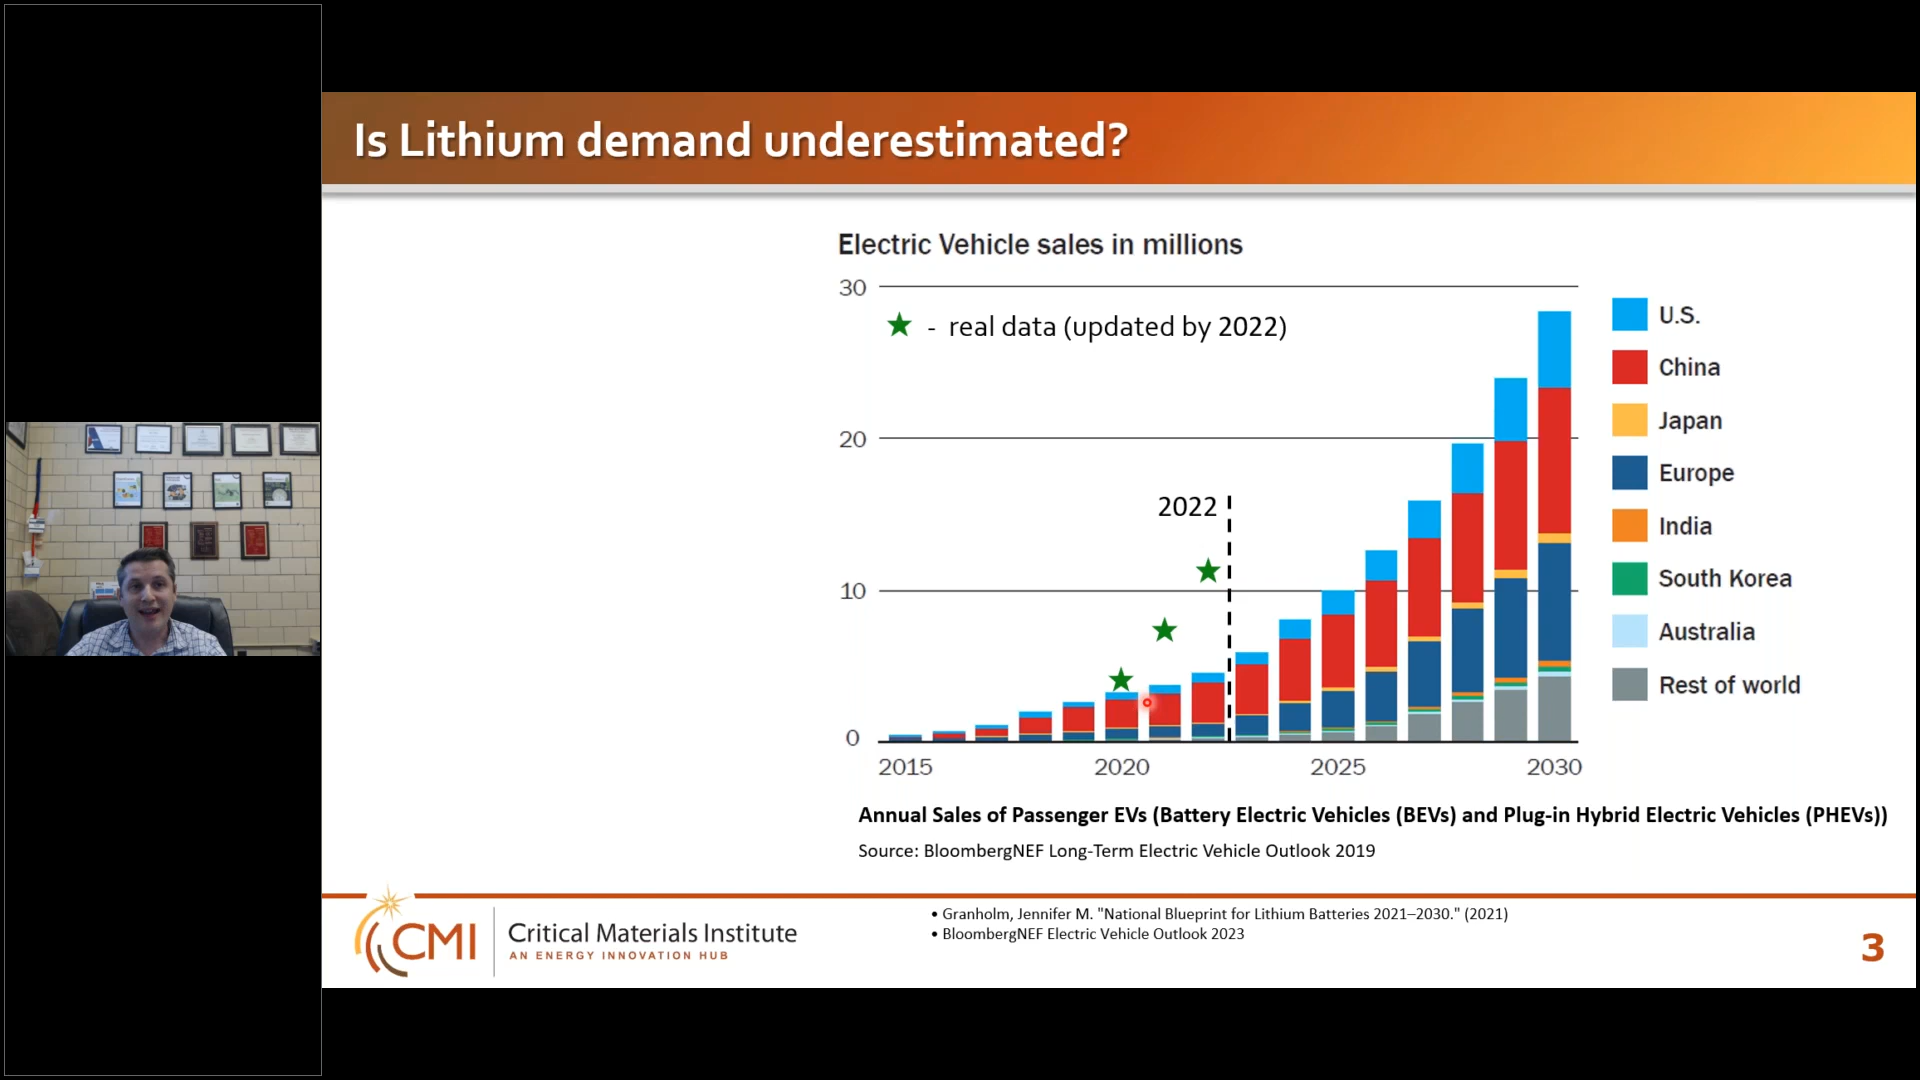 Is Lithium demand underestimated?
Electric Vehicle sales in millions
30
20
10
0
★ - real data (updated by 2022)
2022
2015
2020
2025
2030
U.S.
China
Japan
Europe
India
South Korea
Australia
Rest of world
Annual Sales of Passenger EVs (Battery Electric Vehicles (BEVs) and Plug-in Hybrid Electric Vehicles (PHEVs))
Source: BloombergNEF Long-Term Electric Vehicle Outlook 2019
CMI
Critical Materials Institute
AN ENERGY INNOVATION HUB
• Granholm, Jennifer M. "National Blueprint for Lithium Batteries 2021–2030." (2021)
• BloombergNEF Electric Vehicle Outlook 2023
3